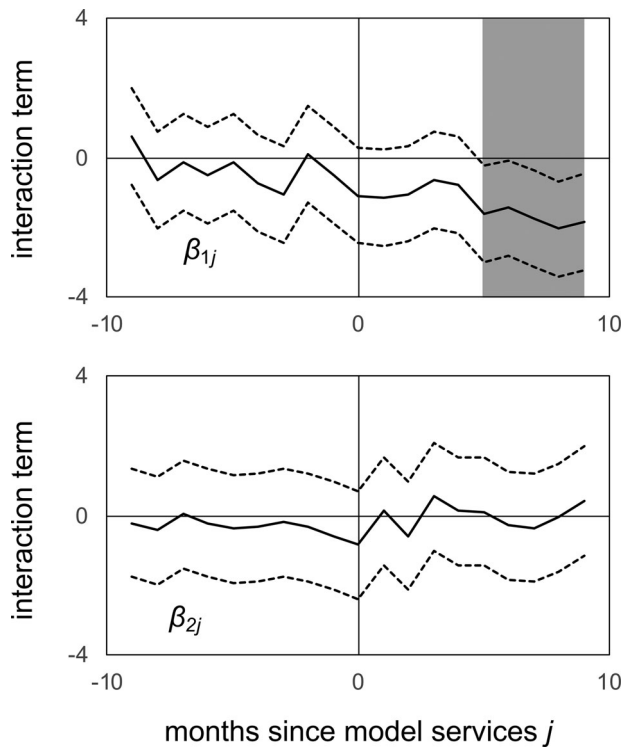 4
0
-4
interaction term
β1j
-10
0
10
4
0
-4
interaction term
β2j
-10
0
10
months since model services j